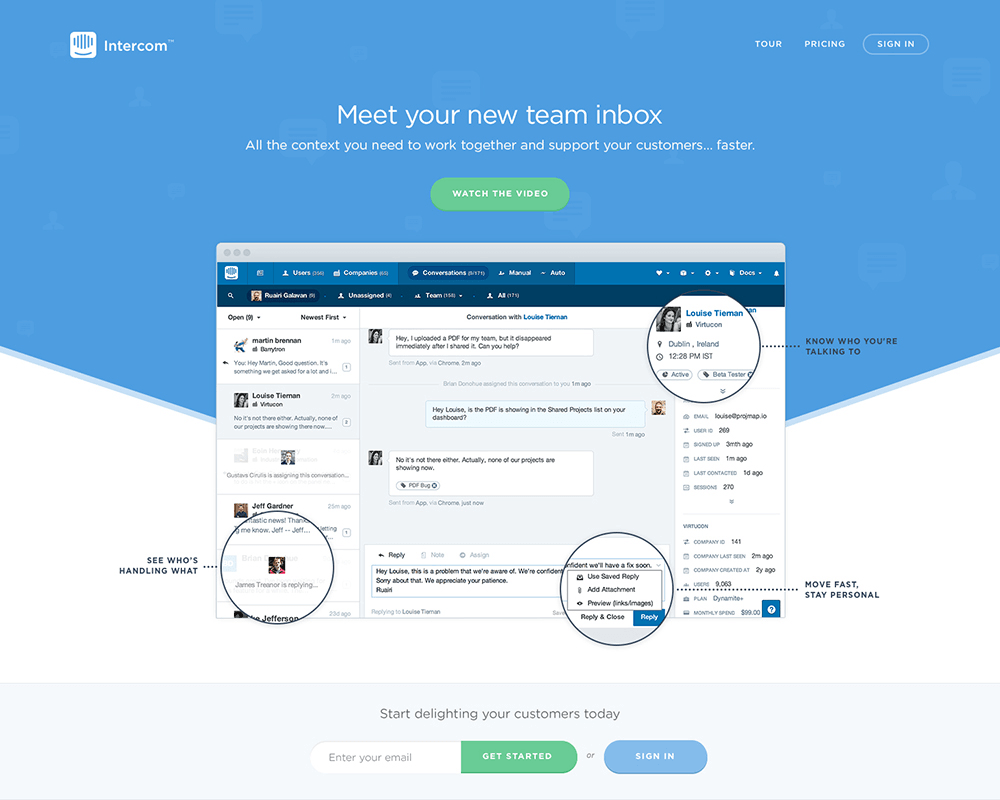 Intercom™
TOUR
PRICING
SIGN IN
Meet your new team inbox
All the context you need to work together and support your customers... faster.
WATCH THE VIDEO
Users (356)
Companies (65)
Conversations (8/171)
Manual
Auto
Docs
Ruairi Galavan (9)
Unassigned (4)
Team (158)
All (171)
Open (9)
Newest First
martin brennan
1m ago
Barrytron
You: Hey Martin, Good question. It's
something we get asked for a lot and i...
1
Louise Tiernan
2m ago
Virtucon
No it's not there either. Actually, none of
our projects are showing there now....
2
Gustavs Cirulis is assigning this conversation...
Jeff Gardner
25m ago
antastic news! Thank
g me know. Jeff -- Jeff...
etting
1
James Treanor is replying...
ke Jefferson
23d ago
Conversation with Louise Tiernan
Hey, I uploaded a PDF for my team, but it disappeared
immediately after I shared it. Can you help?
Sent from App, via Chrome. 2m ago
Brian Donohue assigned this conversation to you 1m ago
Hey Louise, is the PDF is showing in the Shared Projects list on your
dashboard?
Sent 1m ago
No it's not there either. Actually, none of our projects are
showing now.
PDF Bug
Sent from App, via Chrome. just now
Reply
Note
Assign
Hey Louise, this is a problem that we're aware of. We're confident
Sorry about that. We appreciate your patience.
Ruairi
Replying to Louise Tiernan
Save
nfident we'll have a fix soon.
Use Saved Reply
Add Attachment
Preview (links/images)
Reply & Close
Reply
Louise Tiernan
Virtucon
Dublin , Ireland
12:28 PM IST
Active
Beta Tester
EMAIL louise@projmap.io
USER ID 269
SIGNED UP 3mth ago
LAST SEEN 1m ago
LAST CONTACTED 1d ago
SESSIONS 270
VIRTUCON
COMPANY ID 141
COMPANY LAST SEEN 2m ago
COMPANY CREATED AT 2y ago
USERS 9,063
PLAN Dynamite+
MONTHLY SPEND $99.00
?
KNOW WHO YOU'RE
TALKING TO
SEE WHO'S
HANDLING WHAT
MOVE FAST,
STAY PERSONAL
Start delighting your customers today
Enter your email
GET STARTED
or
SIGN IN